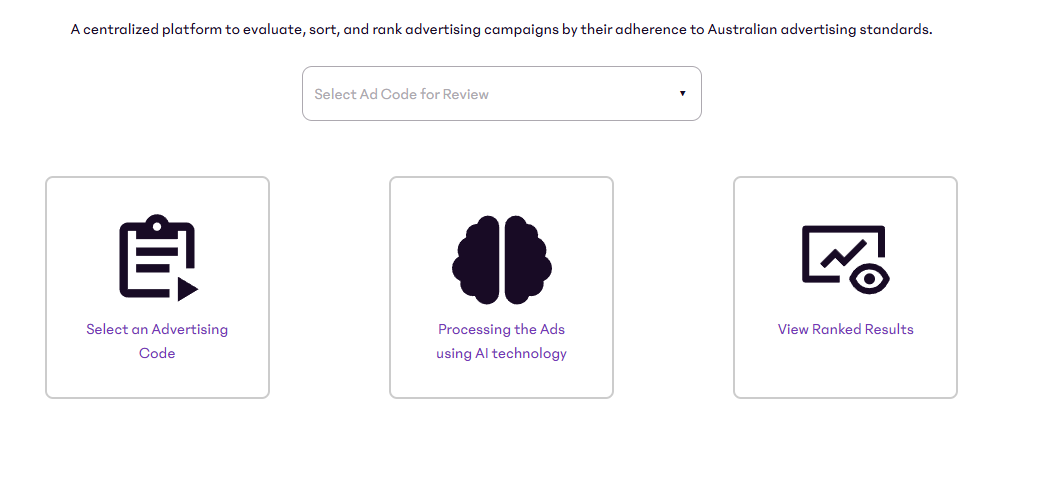 A centralized platform to evaluate, sort, and rank advertising campaigns by their adherence to Australian advertising standards.
Select Ad Code for Review
Select an Advertising
Code
Processing the Ads
using AI technology
View Ranked Results